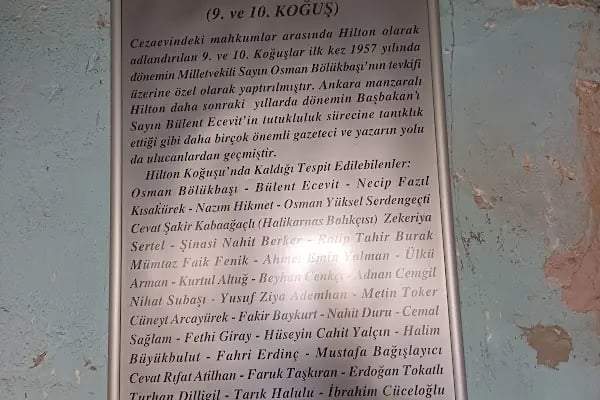 (9. ve 10. KOĞUŞ)
Cezaevindeki mahkumlar arasında Hilton olarak
adlandırılan 9. ve 10. Koğuşlar ilk kez 1957 yılında
dönemin Milletvekili Sayın Osman Bölükbaşı'nın tevkifi
üzerine özel olarak yaptırılmıştır. Ankara manzaralı
Hilton daha sonraki yıllarda dönemin Başbakan'ı
Sayın Bülent Ecevit'in tutukluluk sürecine tanıklık
ettiği gibi daha birçok önemli gazeteci ve yazarın yolu
da ulucanlardan geçmiştir.
Hilton Koğuşu'nda Kaldığı Tespit Edilebilenler:
Osman Bölükbaşı - Bülent Ecevit - Necip Fazıl
Kısakürek - Nazım Hikmet - Osman Yüksel Serdengeçti
Cevat Şakir Kabaağaçlı (Halikarnas Balıkçısı) Zekeriya
Sertel - Şinasi Nahit Berker - Ratip Tahir Burak
Mümtaz Faik Fenik - Ahmet Emin Yalman - Ülkü
Arman - Kurtul Altuğ - Beyhan Cenkçi - Adnan Cemgil
Nihat Subaşı - Yusuf Ziya Ademhan - Metin Toker
Cüneyt Arcayürek - Fakir Baykurt - Nahit Duru - Cemal
Sağlam - Fethi Giray - Hüseyin Cahit Yalçın - Halim
Büyükbulut - Fahri Erdinç - Mustafa Bağışlayıcı
Cevat Rıfat Atilhan - Faruk Taşkıran - Erdoğan Tokatlı
Turhan Dilligil - Tarık Halulu - İbrahim Cüceloğlu